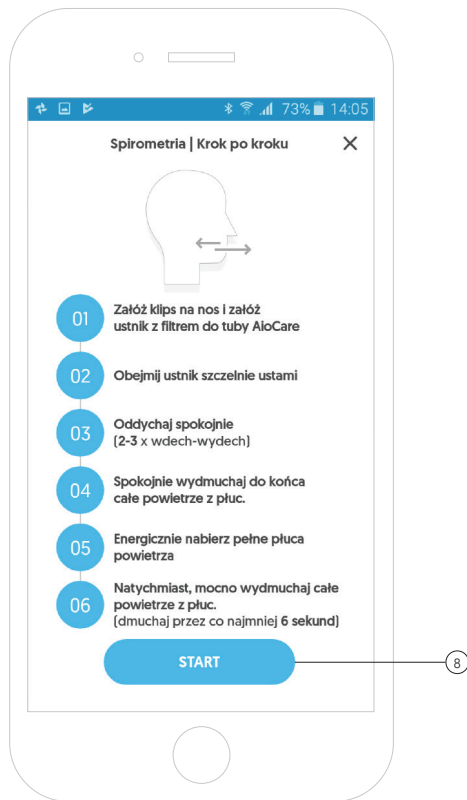 73% 14:05
Spirometria | Krok po kroku
01
Załóż klips na nos i załóż
ustnik z filtrem do tuby AioCare
02
Obejmij ustnik szczelnie ustami
03
Oddychaj spokojnie
(2-3 x wdech-wydech)
04
Spokojnie wydmuchaj do końca
całe powietrze z płuc.
05
Energicznie nabierz pełne płuca
powietrza
06
Natychmiast, mocno wydmuchaj całe
powietrze z płuc.
(dmuchaj przez co najmniej 6 sekund)
START
8